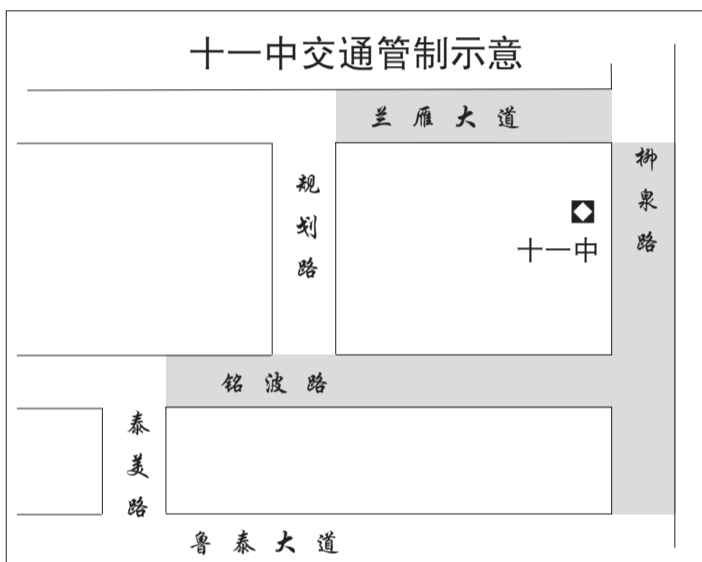 十一中交通管制示意
兰雁大道
柳泉路
规划路
十一中
铭波路
泰美路
鲁泰大道